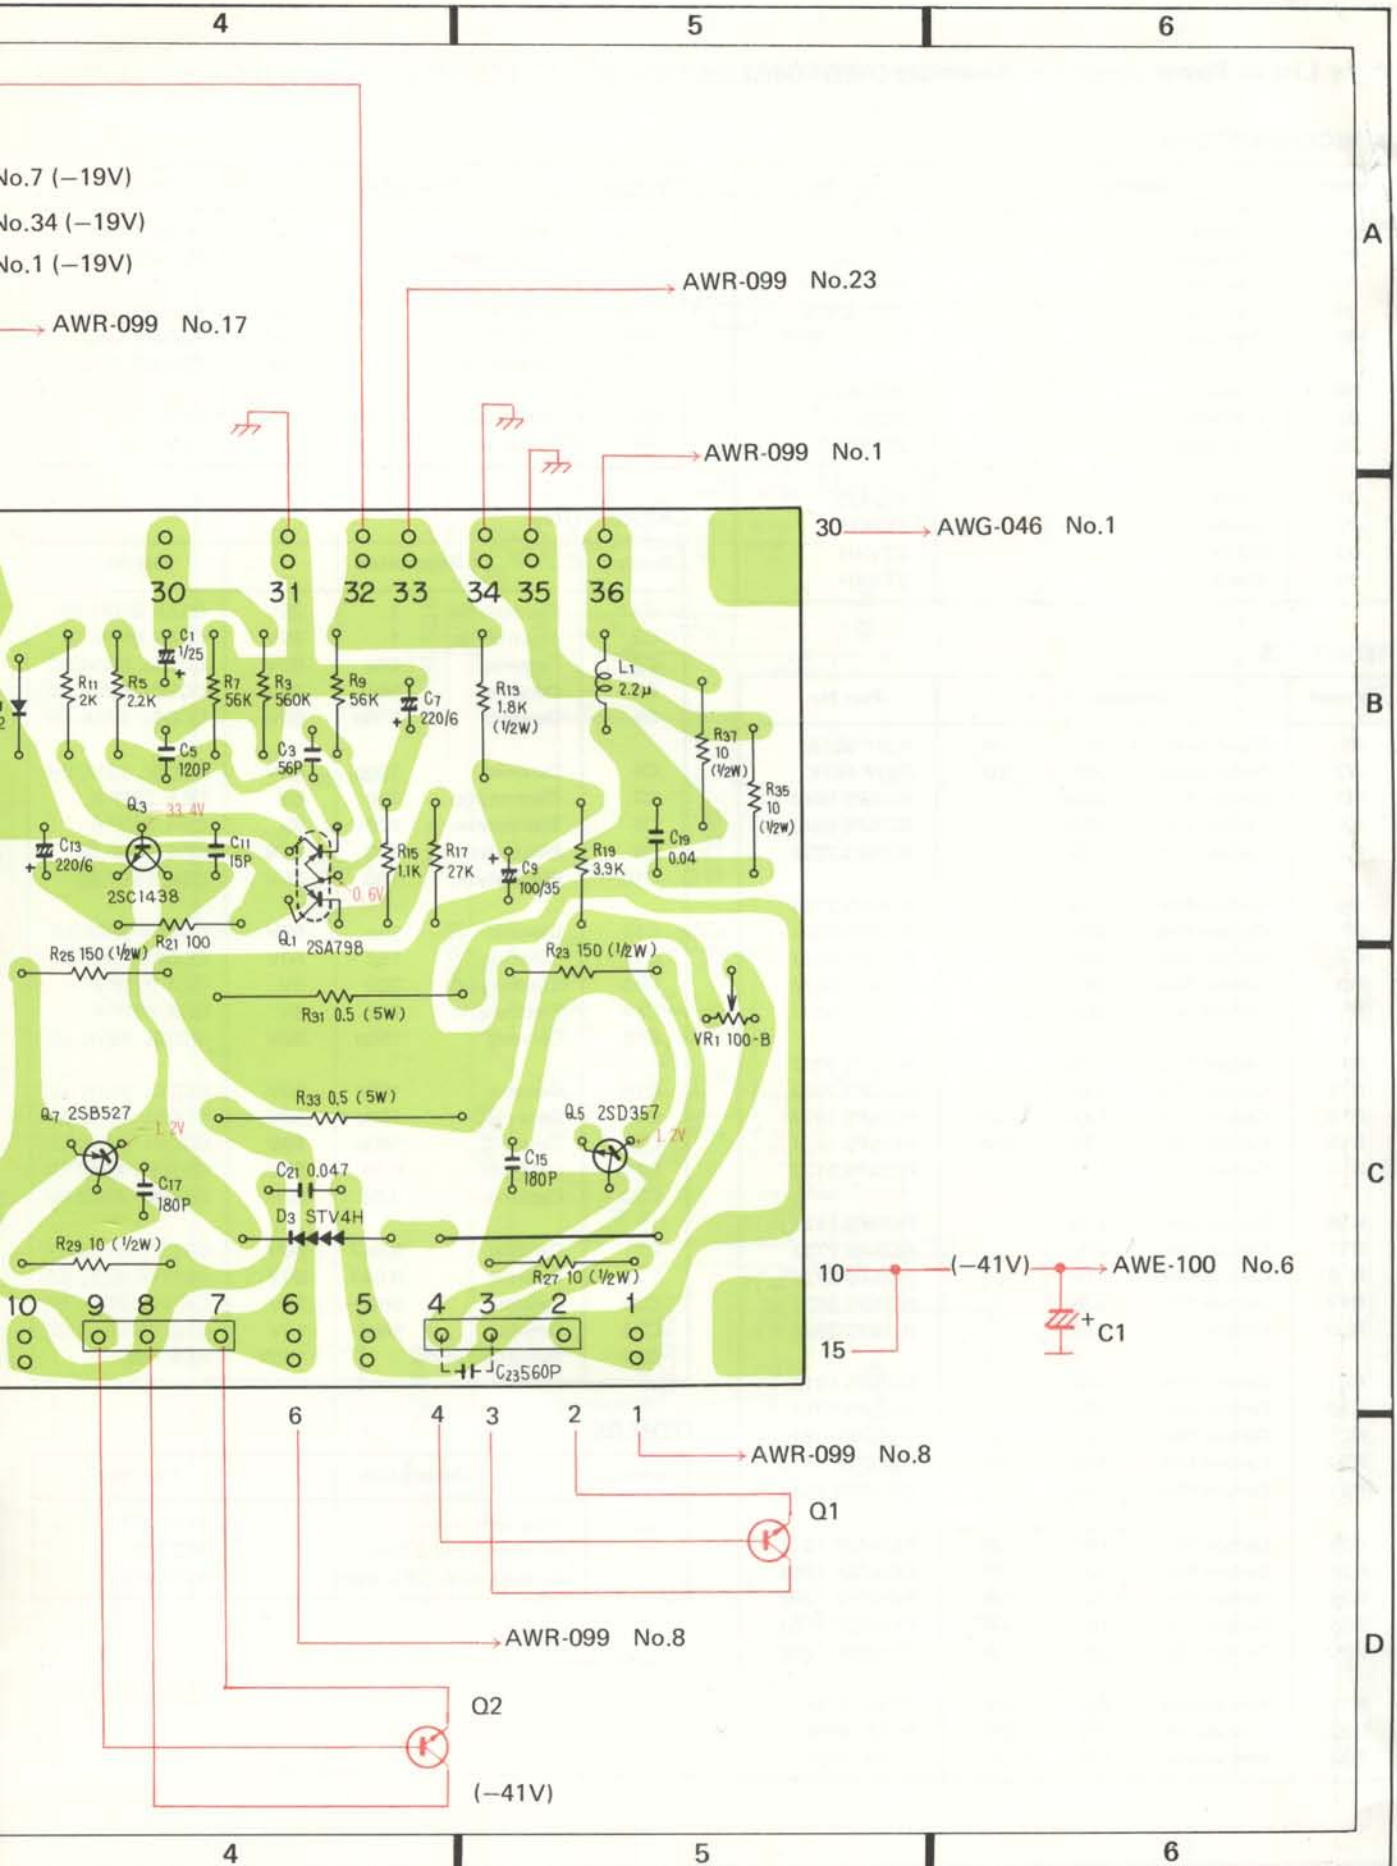 4 5 6
No.7 (−19V)
No.34 (−19V)
No.1 (−19V)
A
AWR-099 No.23
AWR-099 No.17
AWR-099 No.1
30 AWG-046 No.1
30 31 32 33 34 35 36
C1
1/25
+
R11
2K
R5
2.2K
R7
56K
R3
560K
R9
56K
C7
220/6
+
R13
1.8K
(1/2W)
L1
2.2μ
B
C5
120P
C3
56P
R37
10
(1/2W)
R35
10
(1/2W)
Q3
33.4V
C13
220/6
+
C11
15P
R15
1.1K
R17
27K
+
C9
100/35
R19
3.9K
C19
0.04
2SC1438
0.6V
R21 100
Q1 2SA798
R25 150 (1/2W)
R23 150 (1/2W)
R31 0.5 (5W)
VR1 100-B
R33 0.5 (5W)
Q7 2SB527
1.2V
Q5 2SD357
1.2V
C15
180P
C21 0.047
C17
180P
C
D3 STV4H
R29 10 (1/2W)
R27 10 (1/2W)
10 (−41V) AWE-100 No.6
+
C1
15
10 9 8 7 6 5 4 3 2 1
C23 560P
6 4 3 2 1
AWR-099 No.8
Q1
AWR-099 No.8
D
Q2
(−41V)
4 5 6